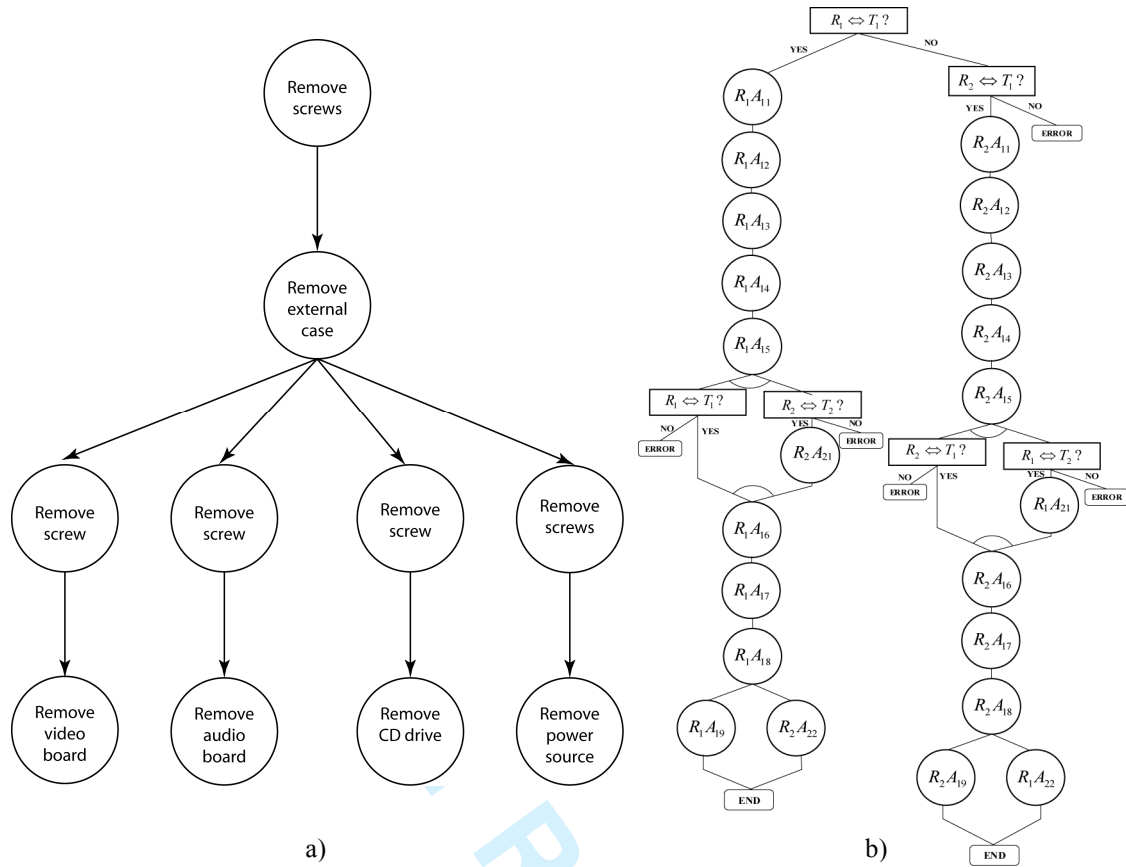 Remove
screws
Remove
external
case
Remove
screw
Remove
screw
Remove
screw
Remove
screws
Remove
video
board
Remove
audio
board
Remove
CD drive
Remove
power
source
a)
R₁ ⇔ T₁ ?
YES
NO
R₁A₁₁
R₁A₁₂
R₁A₁₃
R₁A₁₄
R₁A₁₅
R₁ ⇔ T₁ ?
R₂ ⇔ T₂ ?
NO
YES
YES
NO
ERROR
ERROR
R₂A₂₁
R₁A₁₆
R₁A₁₇
R₁A₁₈
R₁A₁₉
R₂A₂₂
END
R₂ ⇔ T₁ ?
YES
NO
ERROR
R₂A₁₁
R₂A₁₂
R₂A₁₃
R₂A₁₄
R₂A₁₅
R₂ ⇔ T₁ ?
R₁ ⇔ T₂ ?
NO
YES
YES
NO
ERROR
ERROR
R₁A₂₁
R₂A₁₆
R₂A₁₇
R₂A₁₈
R₂A₁₉
R₁A₂₂
END
b)
R